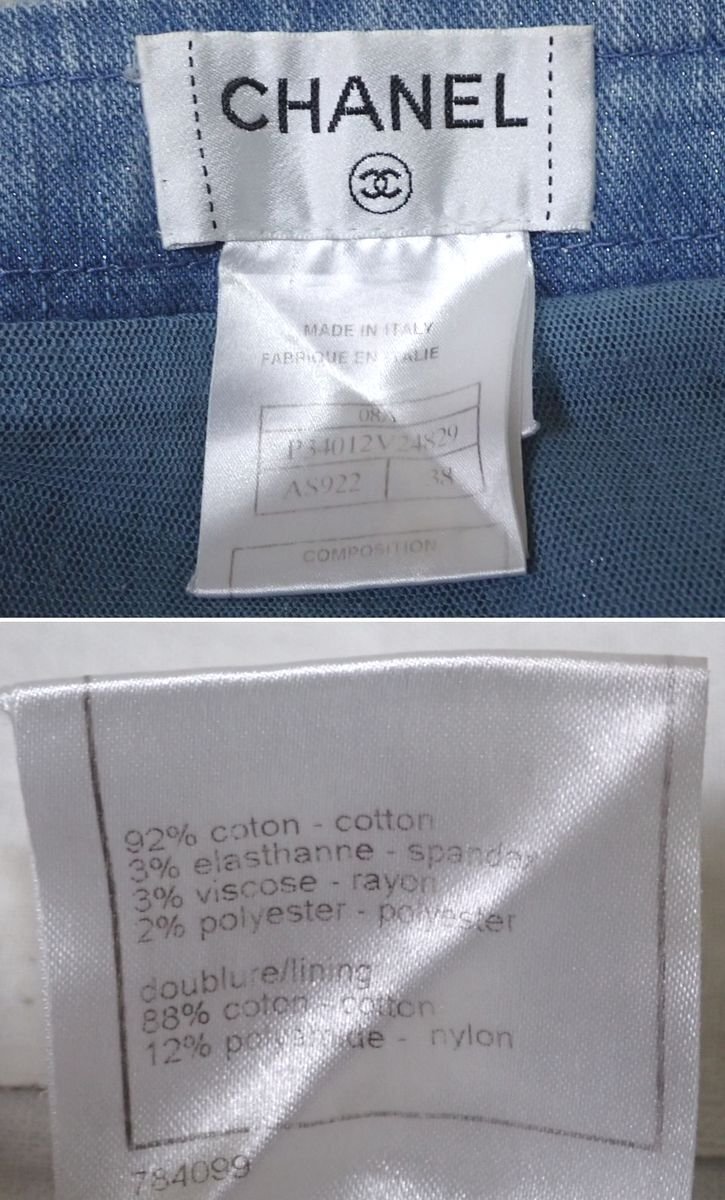 CHANEL
MADE IN ITALY
FABRIQUE EN ITALIE
08A
P34012V24829
AS922 38
COMPOSITION
92% coton - cotton
3% elasthanne - spandex
3% viscose - rayon
2% polyester - polyester
doublure/lining
88% coton - cotton
12% polyamide - nylon
784099